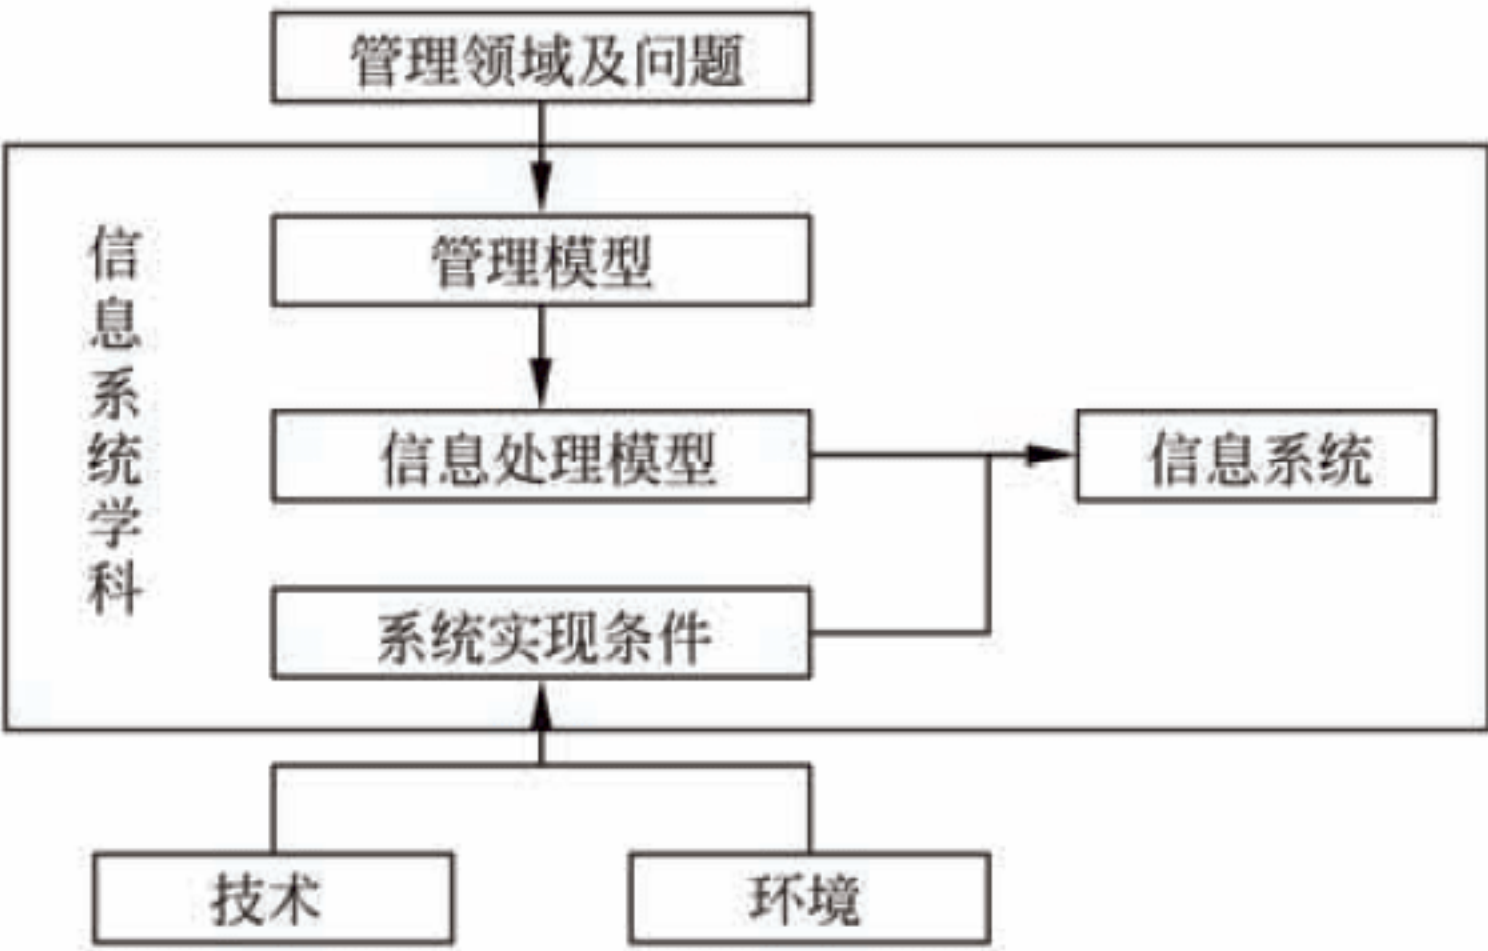 管理领域及问题
信息系统学科
管理模型
信息处理模型
信息系统
系统实现条件
技术
环境